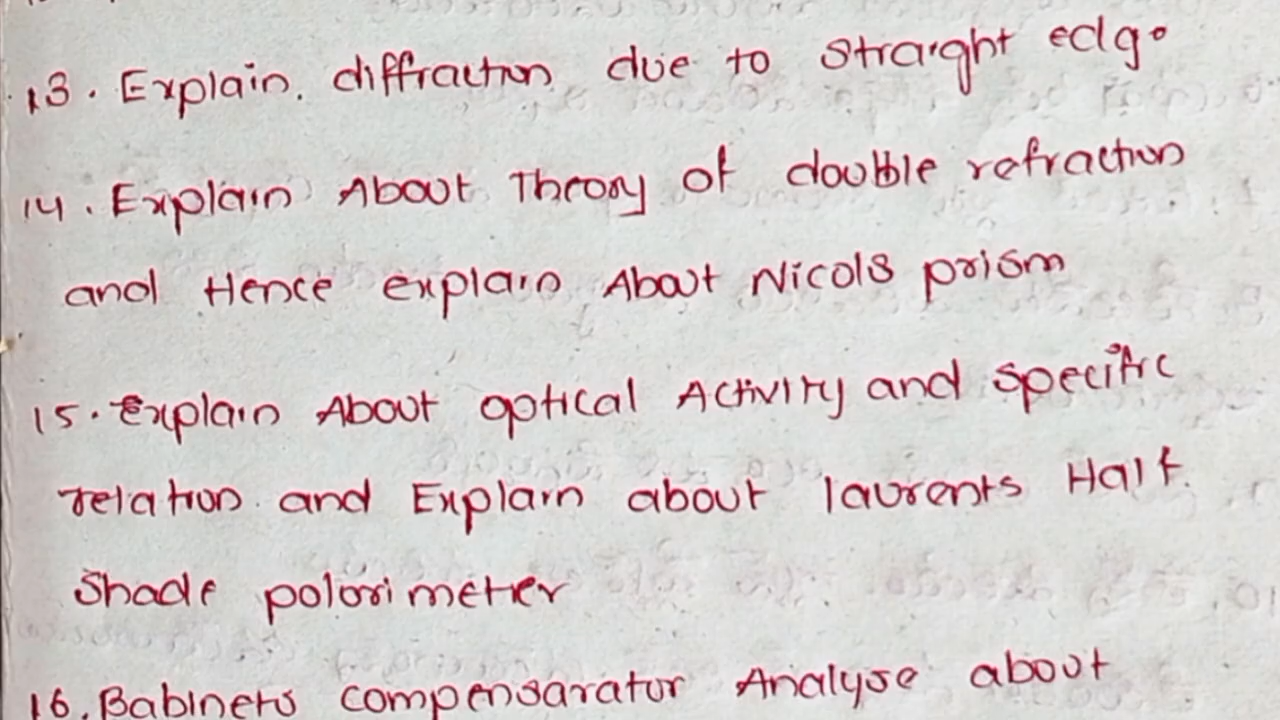 13. Explain diffraction due to straight edge
14. Explain About Theory of double refraction
and Hence explain About Nicols prism
15. Explain About optical Activity and specific
relation and Explain about laurents Half
Shade polorimeter
16. Babinets compensarator Analyse about